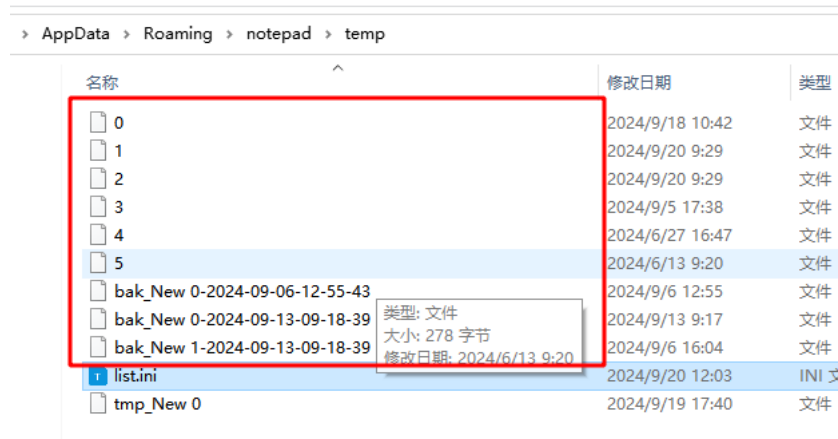 › AppData › Roaming › notepad › temp
名称 修改日期 类型
0 2024/9/18 10:42 文件
1 2024/9/20 9:29 文件
2 2024/9/20 9:29 文件
3 2024/9/5 17:38 文件
4 2024/6/27 16:47 文件
5 2024/6/13 9:20 文件
bak_New 0-2024-09-06-12-55-43 2024/9/6 12:55 文件
bak_New 0-2024-09-13-09-18-39 2024/9/13 9:17 文件
bak_New 1-2024-09-13-09-18-39 2024/9/6 16:04 文件
类型: 文件
大小: 278 字节
修改日期: 2024/6/13 9:20
T list.ini 2024/9/20 12:03 INI
tmp_New 0 2024/9/19 17:40 文件